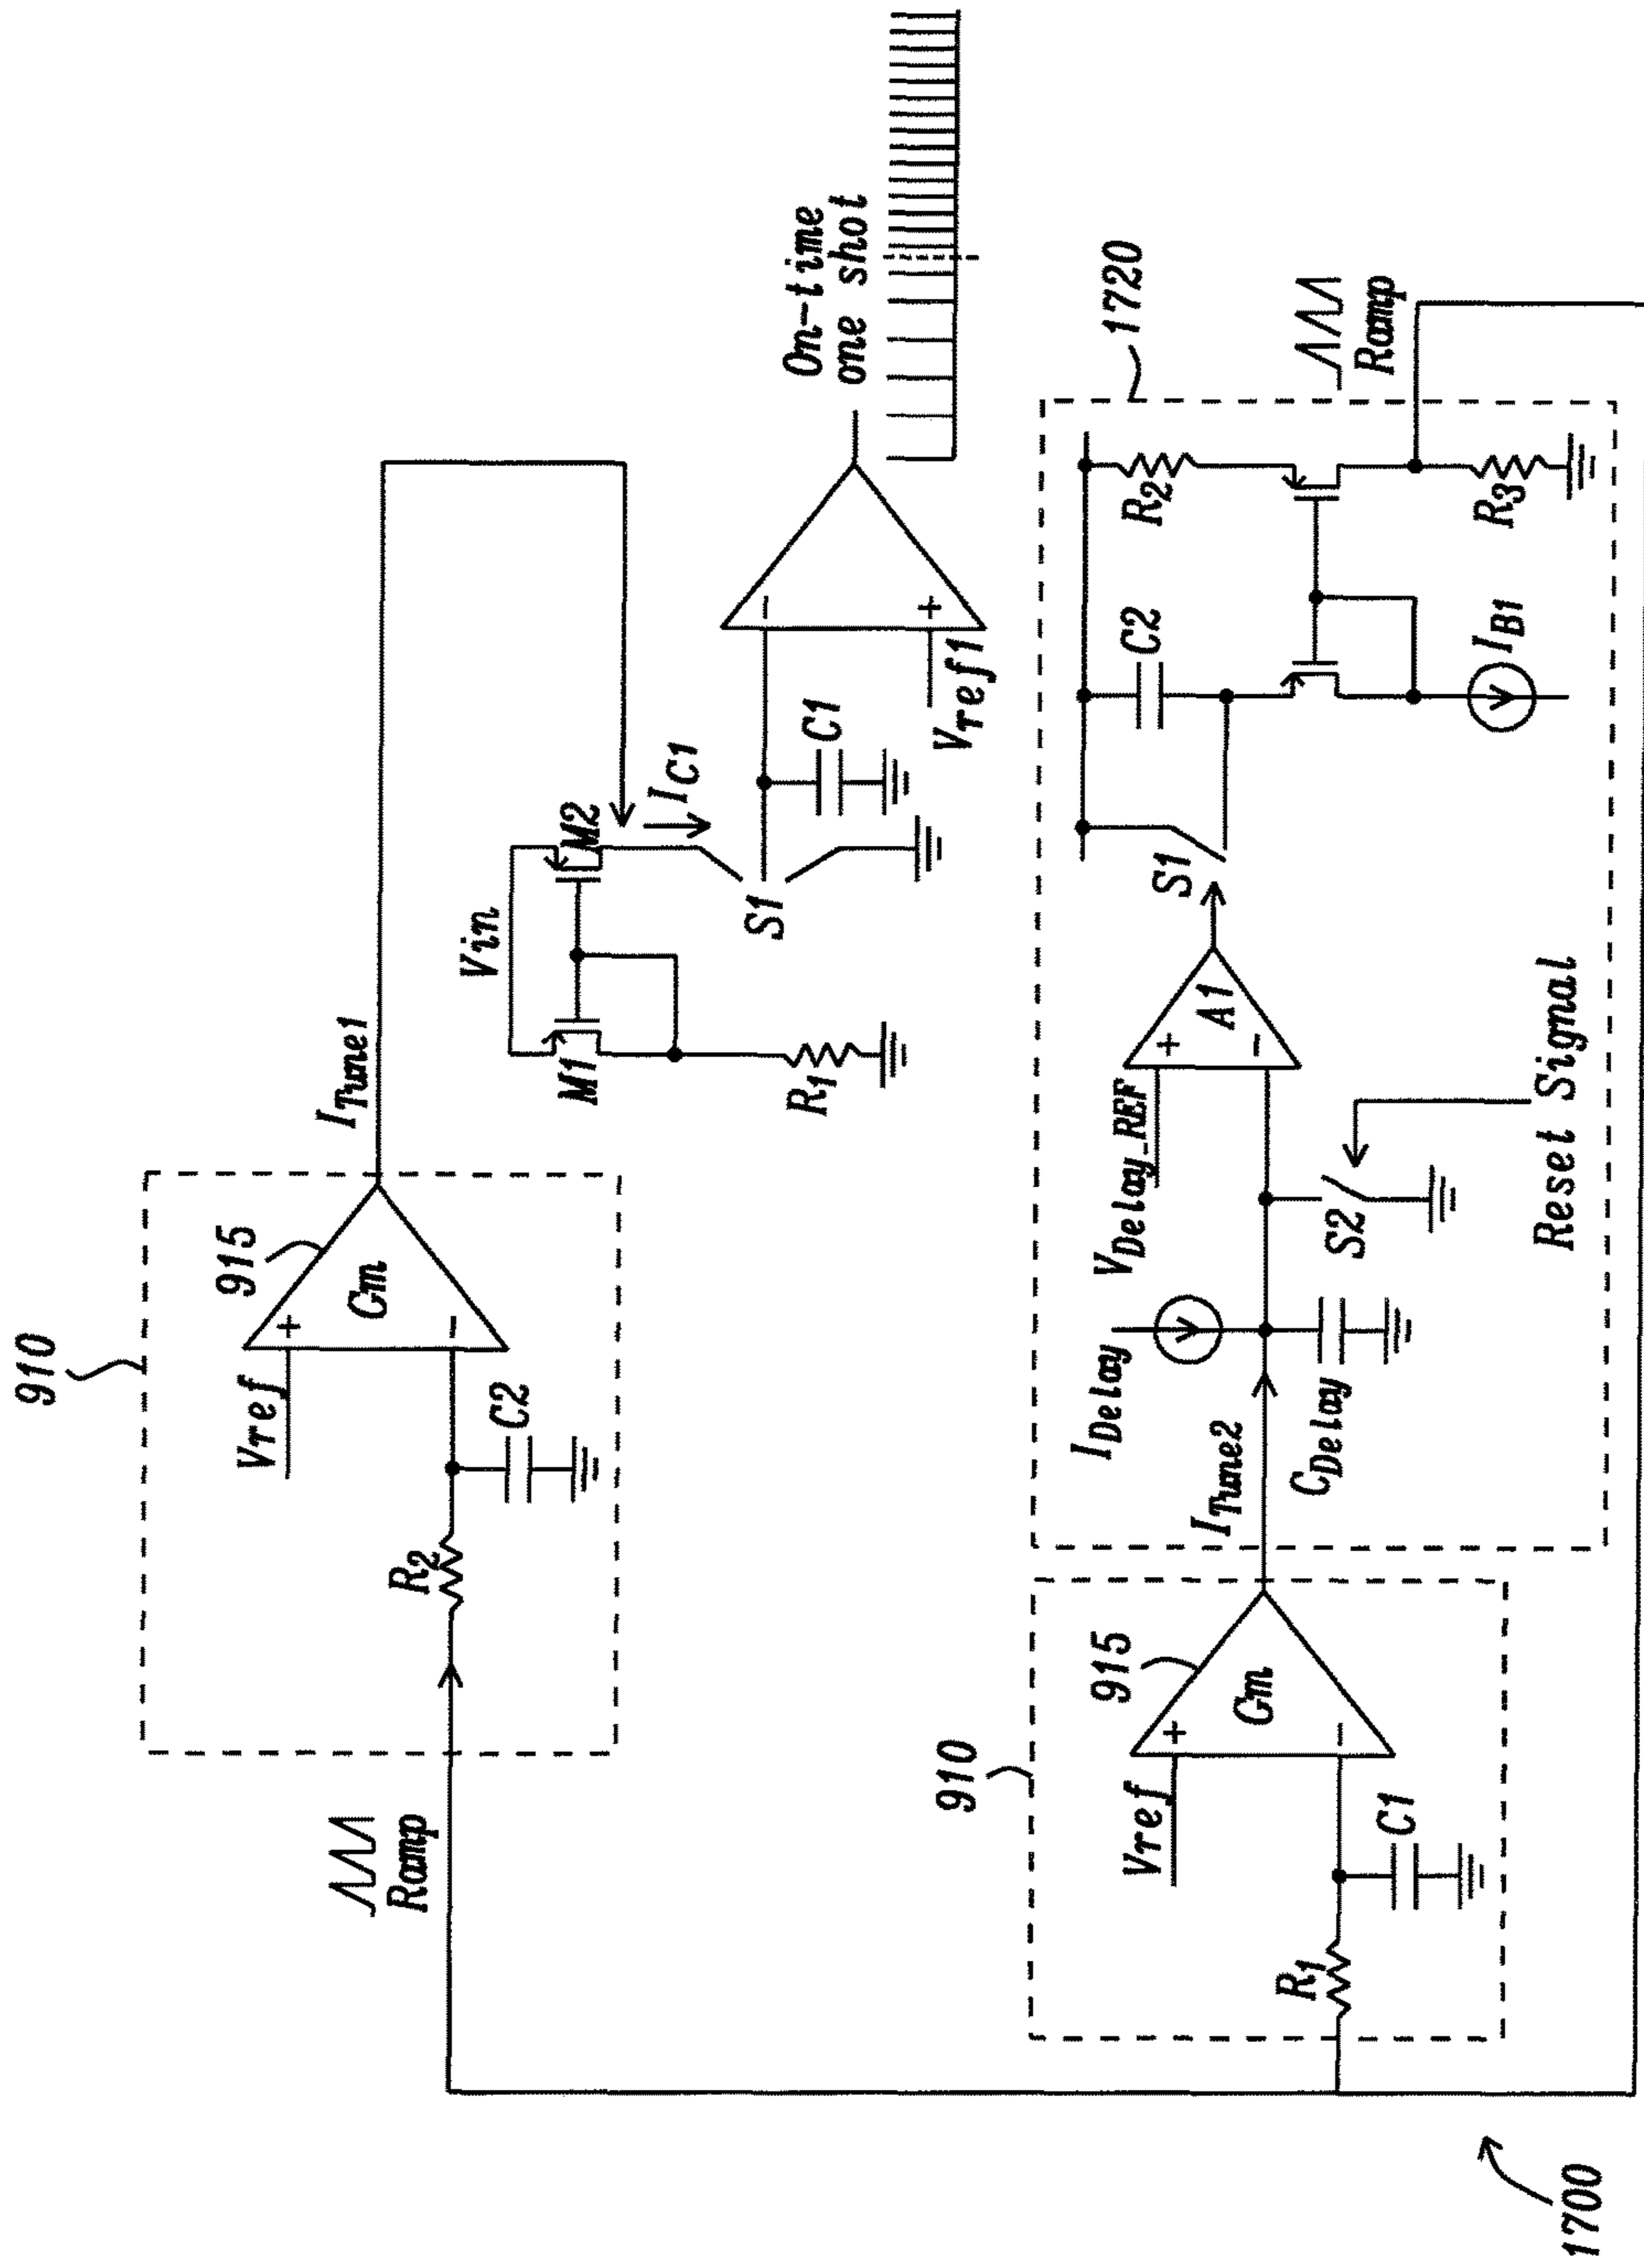 910
915
Vref
+
Gm
−
R2
C2
Ramp
ITune1
Vin
M1
M2
R1
IC1
S1
C1
−
+
Vref1
On-time
one shot
910
915
Vref
+
Gm
−
R1
C1
1720
ITune2
IDelay
CDelay
VDelay_REF
+
−
A1
S2
Reset Signal
S1
C2
R2
IB1
R3
Ramp
1700